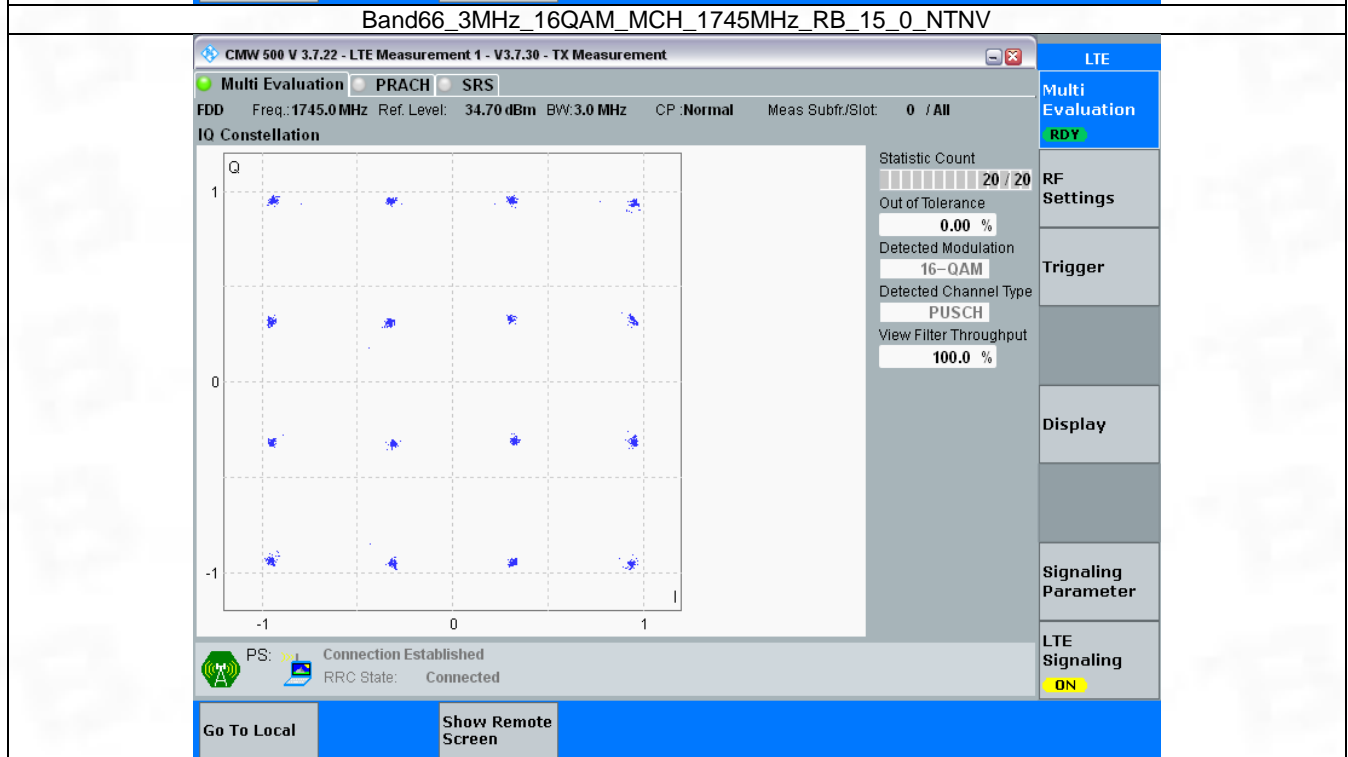 Band66_3MHz_16QAM_MCH_1745MHz_RB_15_0_NTNV
CMW 500 V 3.7.22 - LTE Measurement 1 - V3.7.30 - TX Measurement
LTE
Multi Evaluation PRACH SRS
Multi
Evaluation
RDY
FDD Freq.:1745.0 MHz Ref. Level: 34.70 dBm BW:3.0 MHz CP :Normal Meas Subfr./Slot: 0 / All
IQ Constellation
Q
1
0
-1
I
-1 0 1
Statistic Count
20 / 20
Out of Tolerance
0.00 %
Detected Modulation
16-QAM
Detected Channel Type
PUSCH
View Filter Throughput
100.0 %
RF
Settings
Trigger
Display
Signaling
Parameter
LTE
Signaling
ON
PS: Connection Established
RRC State: Connected
Go To Local
Show Remote
Screen